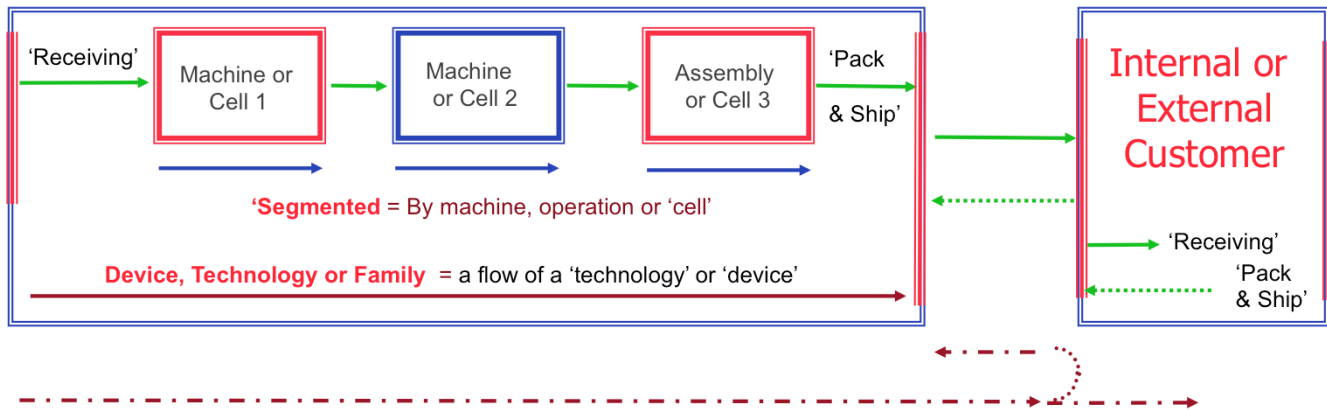 ‘Receiving’
Machine or
Cell 1
Machine
or Cell 2
Assembly
or Cell 3
‘Pack
& Ship’
‘Segmented = By machine, operation or ‘cell’
Device, Technology or Family = a flow of a ‘technology’ or ‘device’
Internal or
External
Customer
‘Receiving’
‘Pack
& Ship’